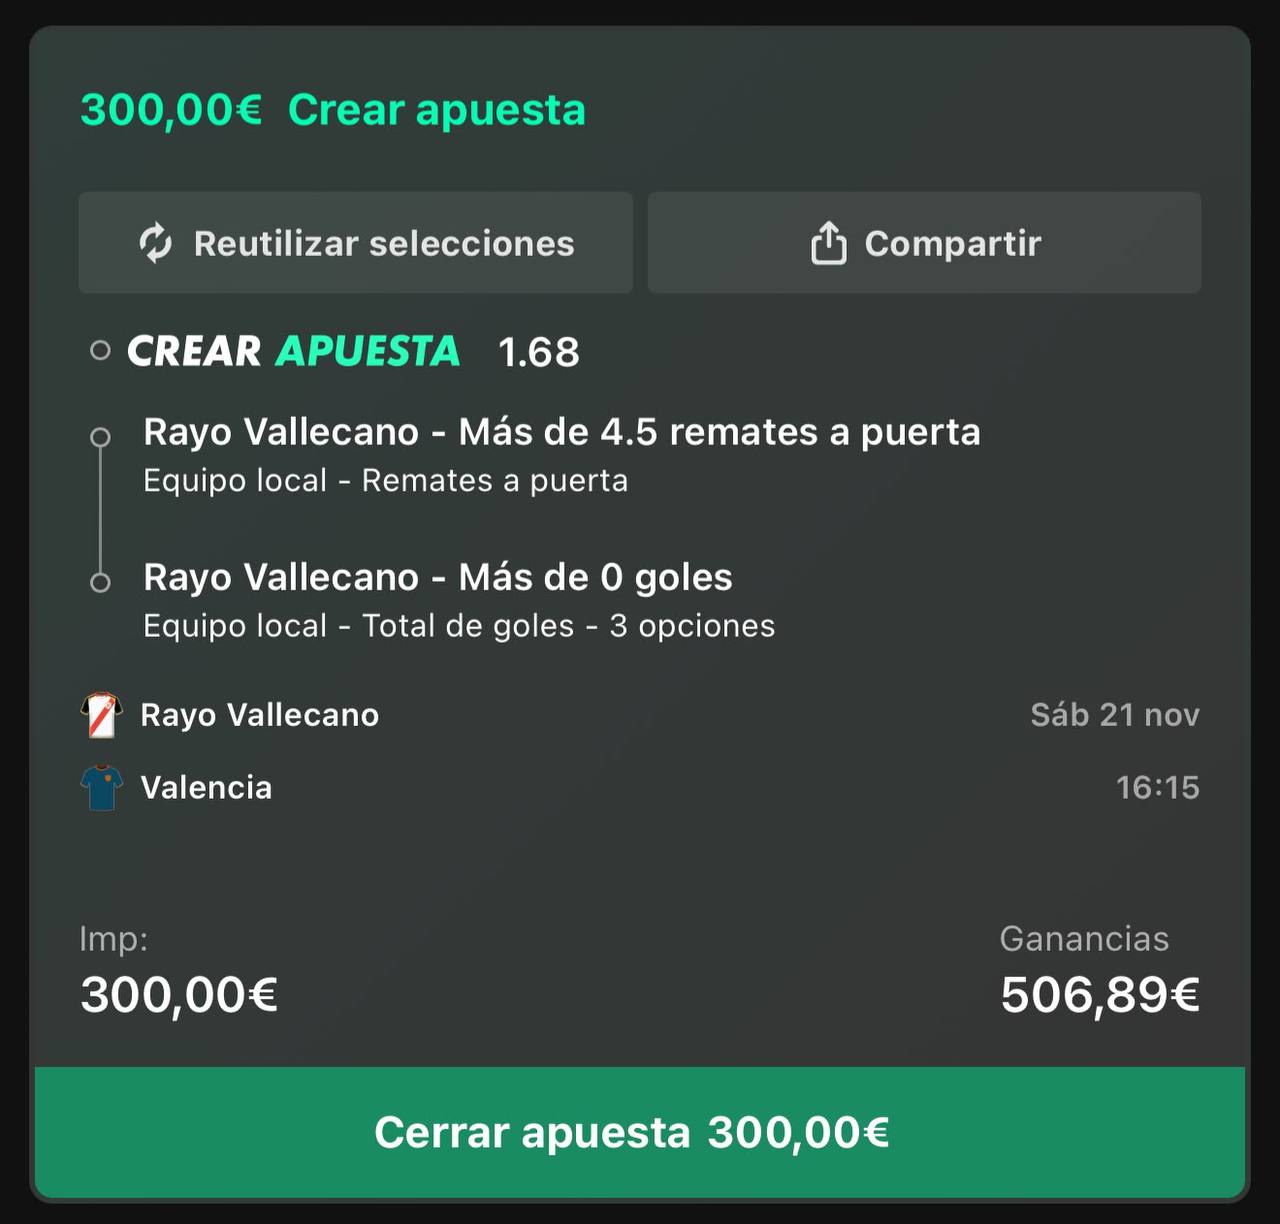 300,00€ Crear apuesta
Reutilizar selecciones
Compartir
CREAR APUESTA 1.68
Rayo Vallecano - Más de 4.5 remates a puerta
Equipo local - Remates a puerta
Rayo Vallecano - Más de 0 goles
Equipo local - Total de goles - 3 opciones
Rayo Vallecano Sáb 21 nov
Valencia 16:15
Imp: Ganancias
300,00€ 506,89€
Cerrar apuesta 300,00€